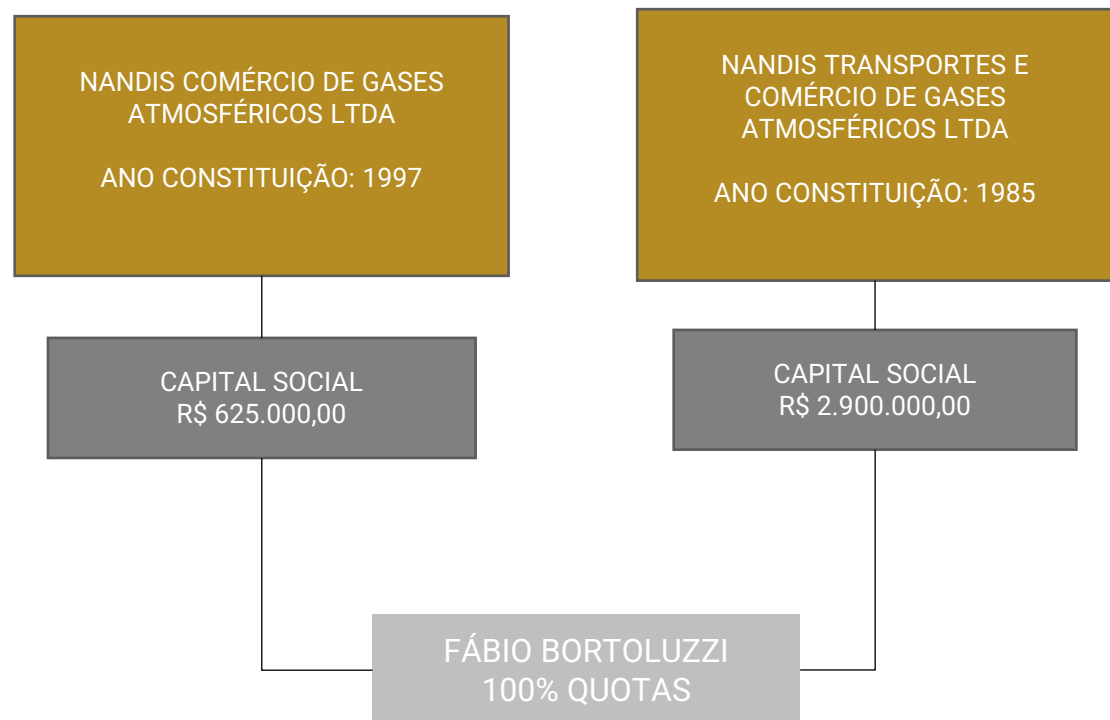 NANDIS COMÉRCIO DE GASES
ATMOSFÉRICOS LTDA
ANO CONSTITUIÇÃO: 1997
NANDIS TRANSPORTES E
COMÉRCIO DE GASES
ATMOSFÉRICOS LTDA
ANO CONSTITUIÇÃO: 1985
CAPITAL SOCIAL
R$ 625.000,00
CAPITAL SOCIAL
R$ 2.900.000,00
FÁBIO BORTOLUZZI
100% QUOTAS